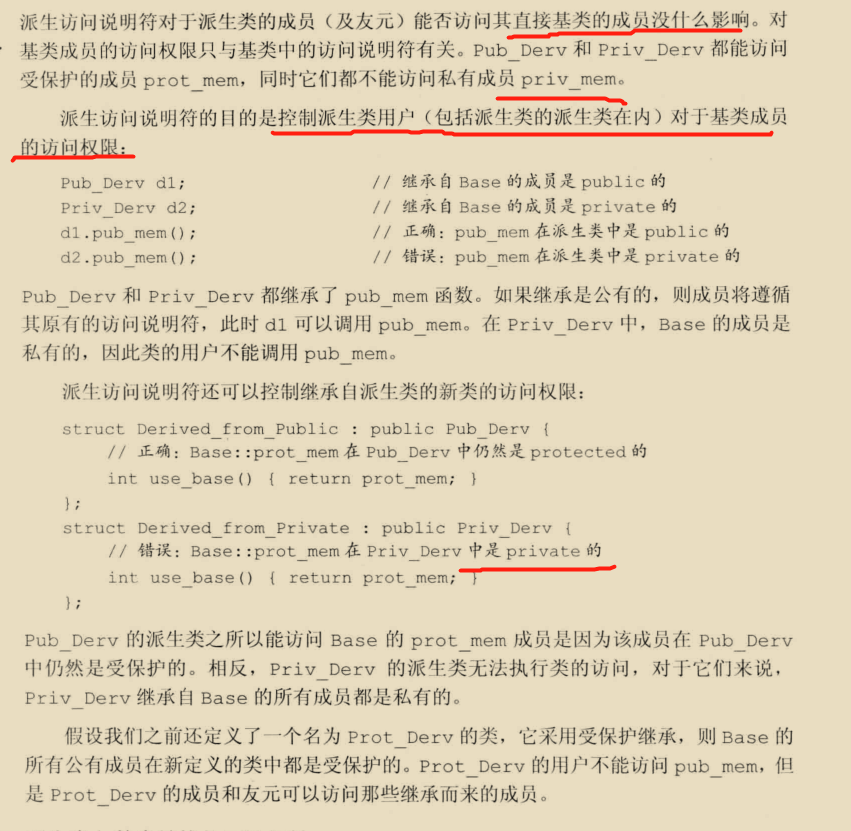 派生访问说明符对于派生类的成员（及友元）能否访问其直接基类的成员没什么影响。对
基类成员的访问权限只与基类中的访问说明符有关。Pub_Derv 和 Priv_Derv 都能访问
受保护的成员 prot_mem，同时它们都不能访问私有成员 priv_mem。
派生访问说明符的目的是控制派生类用户（包括派生类的派生类在内）对于基类成员
的访问权限：
Pub_Derv d1; // 继承自 Base 的成员是 public 的
Priv_Derv d2; // 继承自 Base 的成员是 private 的
d1.pub_mem(); // 正确：pub_mem 在派生类中是 public 的
d2.pub_mem(); // 错误：pub_mem 在派生类中是 private 的
Pub_Derv 和 Priv_Derv 都继承了 pub_mem 函数。如果继承是公有的，则成员将遵循
其原有的访问说明符，此时 d1 可以调用 pub_mem。在 Priv_Derv 中，Base 的成员是
私有的，因此类的用户不能调用 pub_mem。
派生访问说明符还可以控制继承自派生类的新类的访问权限：
struct Derived_from_Public : public Pub_Derv {
// 正确：Base::prot_mem 在 Pub_Derv 中仍然是 protected 的
int use_base() { return prot_mem; }
};
struct Derived_from_Private : public Priv_Derv {
// 错误：Base::prot_mem 在 Priv_Derv 中是 private 的
int use_base() { return prot_mem; }
};
Pub_Derv 的派生类之所以能访问 Base 的 prot_mem 成员是因为该成员在 Pub_Derv
中仍然是受保护的。相反，Priv_Derv 的派生类无法执行类的访问，对于它们来说，
Priv_Derv 继承自 Base 的所有成员都是私有的。
假设我们之前还定义了一个名为 Prot_Derv 的类，它采用受保护继承，则 Base 的
所有公有成员在新定义的类中都是受保护的。Prot_Derv 的用户不能访问 pub_mem，但
是 Prot_Derv 的成员和友元可以访问那些继承而来的成员。